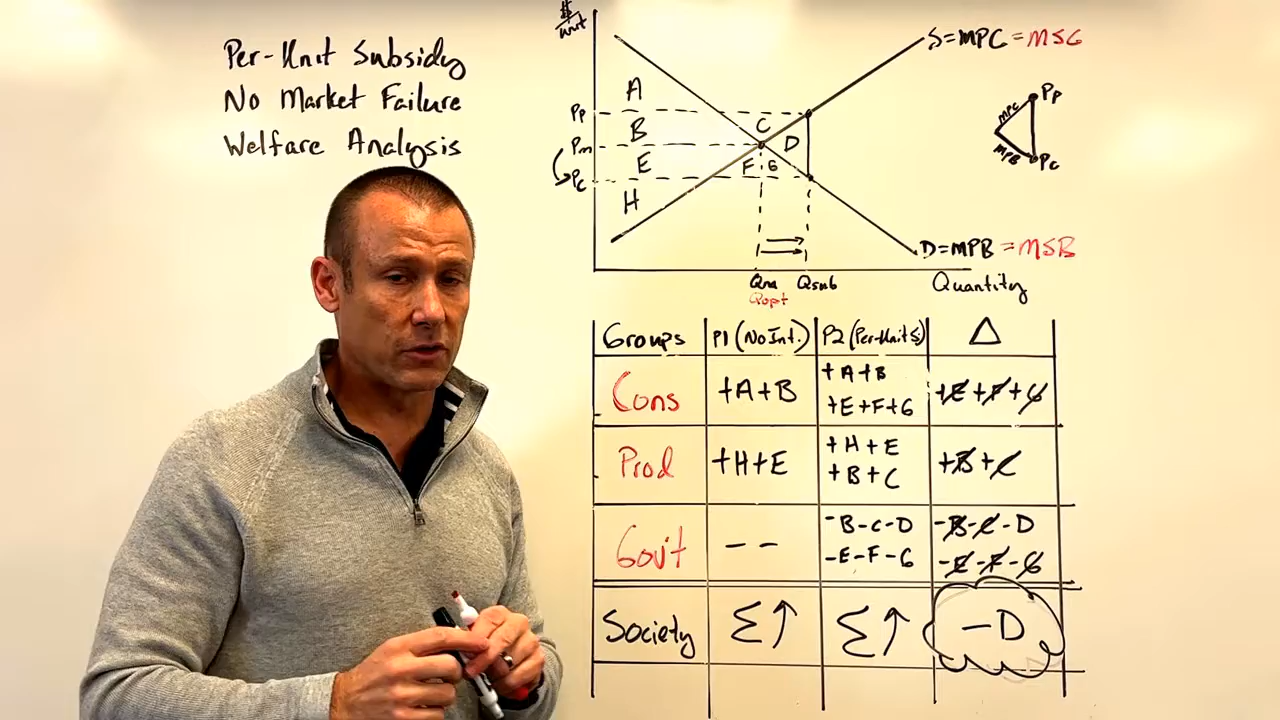 Per-Unit Subsidy
No Market Failure
Welfare Analysis
$/unit
S=MPC=MSC
A
Pp
C
B
D
Pm
E
F G
Pc
H
D=MPB=MSB
Qm Qsub
Qopt
Quantity
MPC
Pp
MPB
Pc
Groups P1 (No Int.) P2 (Per-Unit S) Δ
Cons +A+B +A+B +E+F+G
+E+F+G
Prod +H+E +H+E +B+C
+B+C
Gov't -- -B-C-D -B-C-D
-E-F-G -E-F-G
Society Σ↑ Σ↑ -D